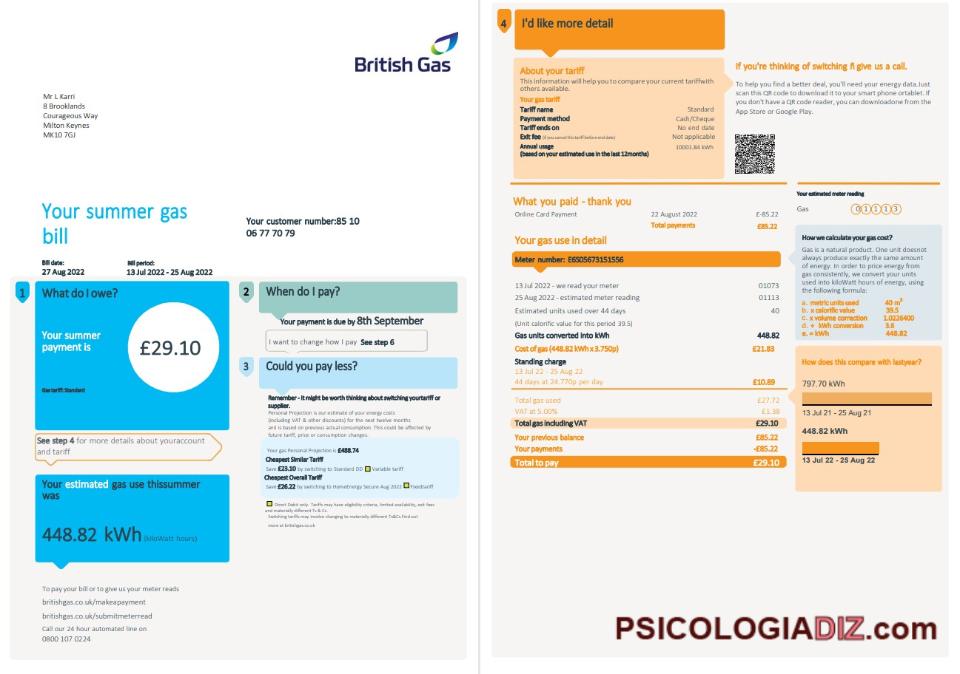 British Gas
Mr L Karri
8 Brooklands
Courageous Way
Milton Keynes
MK10 7GJ
Your summer gas
bill
Your customer number:85 10
06 77 70 79
Bill date:
27 Aug 2022
Bill period:
13 Jul 2022 - 25 Aug 2022
1
What do I owe?
Your summer
payment is
£29.10
Gas tariff: Standard
See step 4 for more details about youraccount
and tariff
Your estimated gas use thissummer
was
448.82 kWh (kiloWatt hours)
2
When do I pay?
Your payment is due by 8th September
I want to change how I pay See step 6
3
Could you pay less?
Remember - It might be worth thinking about switching yourtariff or
supplier.
Personal Projection is our estimate of your energy costs
(including VAT & other discounts) for the next twelve months
and is based on previous actual consumption. This could be affected by
future tariff, price or consumption changes.
Your gas Personal Projection is £488.74
Cheapest Similar Tariff
Save £23.10 by switching to Standard DD Variable tariff
Cheapest Overall Tariff
Save £26.22 by switching to HomeEnergy Secure Aug 2022 Fixedtariff
Direct Debit only. Tariffs may have eligibility criteria, limited availability, exit fees
and materially different Ts & Cs.
Switching tariffs may involve changing to materially different Ts&Cs find out
more at britishgas.co.uk
To pay your bill or to give us your meter reads
britishgas.co.uk/makeapayment
britishgas.co.uk/submitmeterread
Call our 24 hour automated line on
0800 107 0224
4
I'd like more detail
About your tariff
This information will help you to compare your current tariffwith
others available.
Your gas tariff
Tariff name Standard
Payment method Cash/Cheque
Tariff ends on No end date
Exit fee (if you cancel this tariff before end date) Not applicable
Annual usage 10003.84 kWh
(based on your estimated use in the last 12months)
If you're thinking of switching fi give us a call.
To help you find a better deal, you'll need your energy data.Just
scan this QR code to download it to your smart phone ortablet. If
you don't have a QR code reader, you can downloadone from the
App Store or Google Play.
What you paid - thank you
Online Card Payment 22 August 2022 £-85.22
Total payments £85.22
Your gas use in detail
Meter number: E6S05673151556
13 Jul 2022 - we read your meter 01073
25 Aug 2022 - estimated meter reading 01113
Estimated units used over 44 days 40
(Unit calorific value for this period 39.5)
Gas units converted into kWh 448.82
Cost of gas (448.82 kWh x 3.750p) £21.83
Standing charge
13 Jul 22 - 25 Aug 22
44 days at 24.770p per day £10.89
Total gas used £27.72
VAT at 5.00% £1.38
Total gas including VAT £29.10
Your previous balance £85.22
Your payments -£85.22
Total to pay £29.10
Your estimated meter reading
Gas 0 1 1 1 3
How we calculate your gas cost?
Gas is a natural product. One unit doesnot
always produce exactly the same amount
of energy. In order to price energy from
gas consistently, we convert your units
used into kiloWatt hours of energy, using
the following formula:
a. metric units used 40 m³
b. x calorific value 39.5
c. x volume correction 1.0226400
d. ÷ kWh conversion 3.6
e. = kWh 448.82
How does this compare with lastyear?
797.70 kWh
13 Jul 21 - 25 Aug 21
448.82 kWh
13 Jul 22 - 25 Aug 22
PSICOLOGIADIZ.com